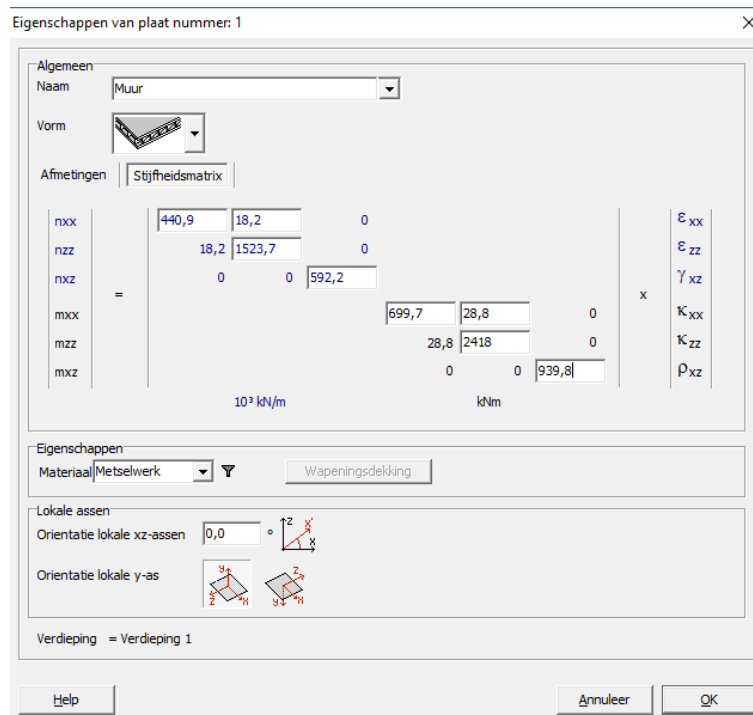 Eigenschappen van plaat nummer: 1
Algemeen
Naam Muur
Vorm
Afmetingen Stijfheidsmatrix
nxx 440,9 18,2 0 ε xx
nzz 18,2 1523,7 0 ε zz
nxz 0 0 592,2 γ xz
= x
mxx 699,7 28,8 0 κxx
mzz 28,8 2418 0 κzz
mxz 0 0 939,8 ρxz
10³ kN/m kNm
Eigenschappen
Materiaal Metselwerk Wapeningsdekking
Lokale assen
Orientatie lokale xz-assen 0,0 ° z x' x
Orientatie lokale y-as y z x z y x
Verdieping = Verdieping 1
Help Annuleer OK